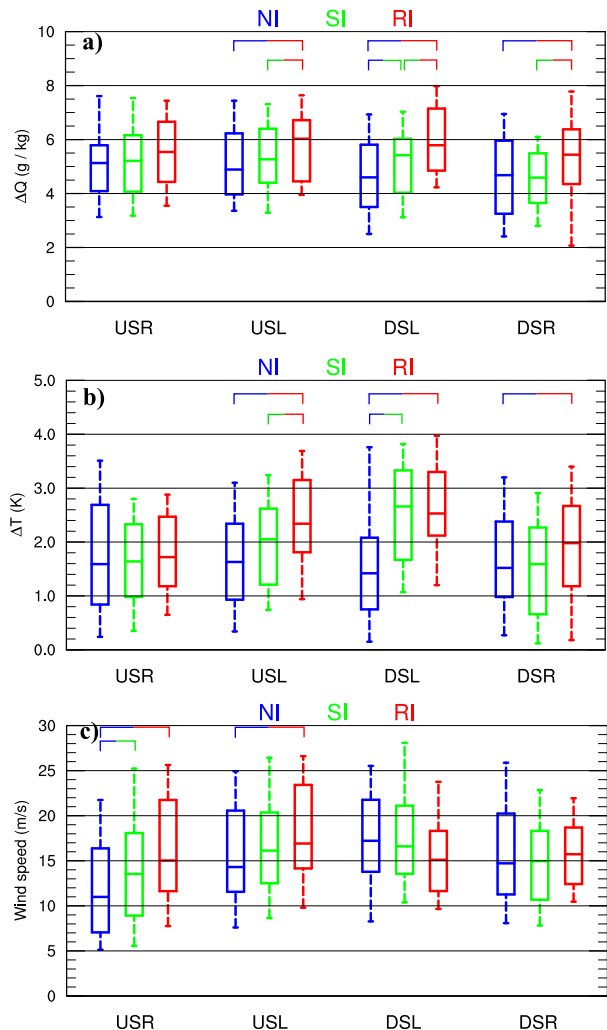 NI SI RI
a)
10
8
6
4
2
0
ΔQ (g / kg)
USR USL DSL DSR
NI SI RI
b)
5.0
4.0
3.0
2.0
1.0
0.0
ΔT (K)
USR USL DSL DSR
NI SI RI
c)
30
25
20
15
10
5
0
Wind speed (m/s)
USR USL DSL DSR